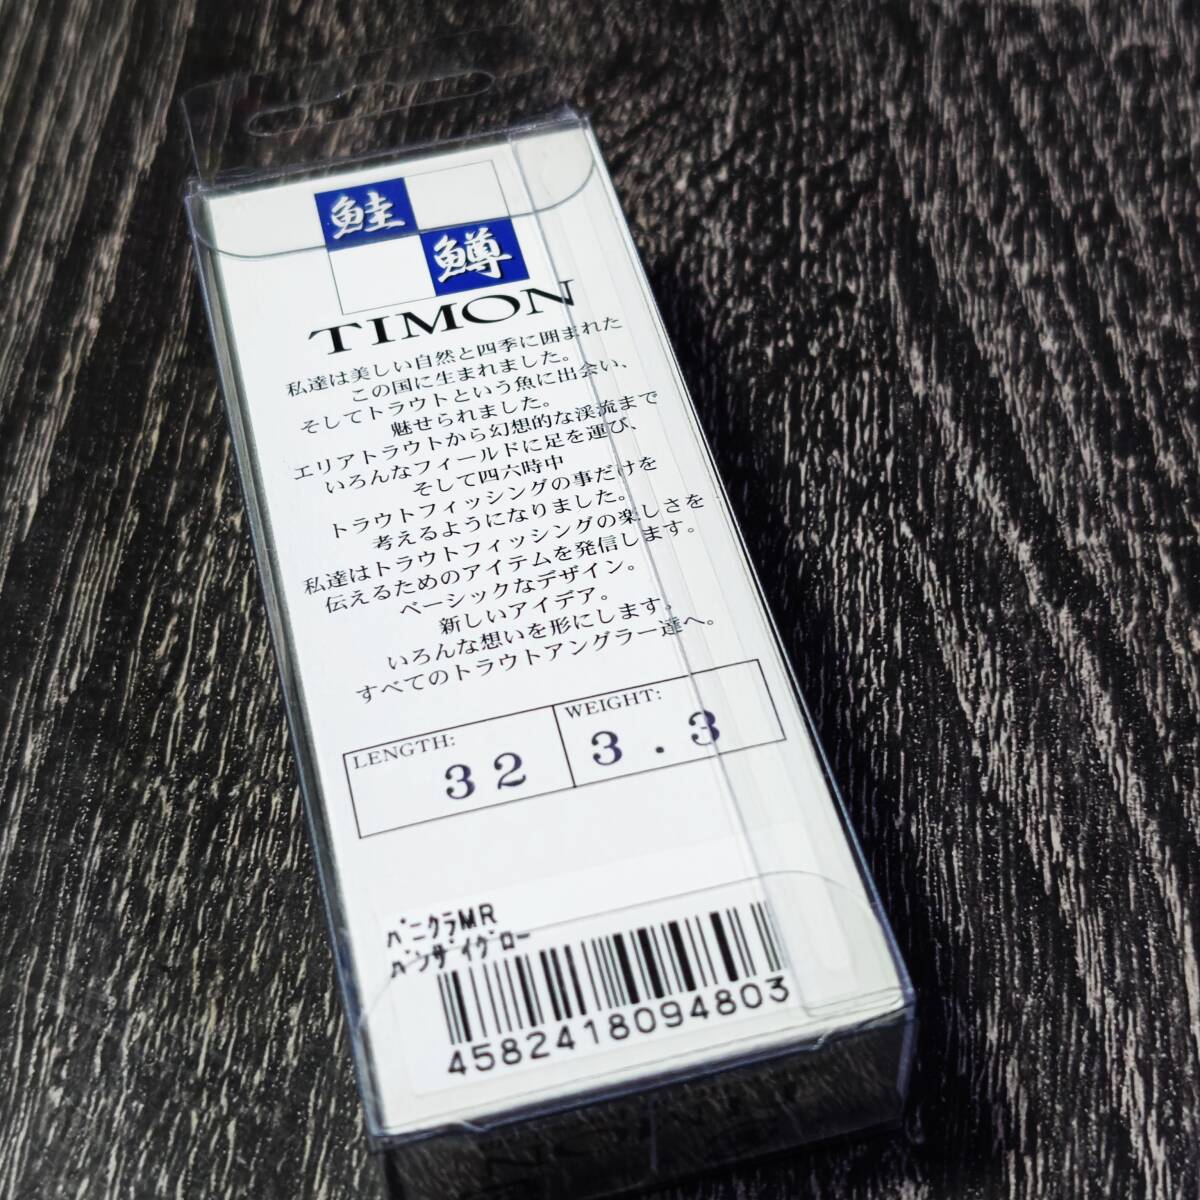 鮭
鱒
TIMON
私達は美しい自然と四季に囲まれた
この国に生まれました。
そしてトラウトという魚に出会い、
魅せられました。
エリアトラウトから幻想的な渓流まで
いろんなフィールドに足を運び、
そして四六時中
トラウトフィッシングの事だけを
考えるようになりました。
私達はトラウトフィッシングの楽しさを
伝えるためのアイテムを発信します。
ベーシックなデザイン。
新しいアイデア。
いろんな想いを形にします。
すべてのトラウトアングラー達へ。
LENGTH: 32 WEIGHT: 3.3
ﾊﾟﾆｸﾗMR
ﾊﾞﾝｻﾞｲｸﾞﾛｰ
4582418094803